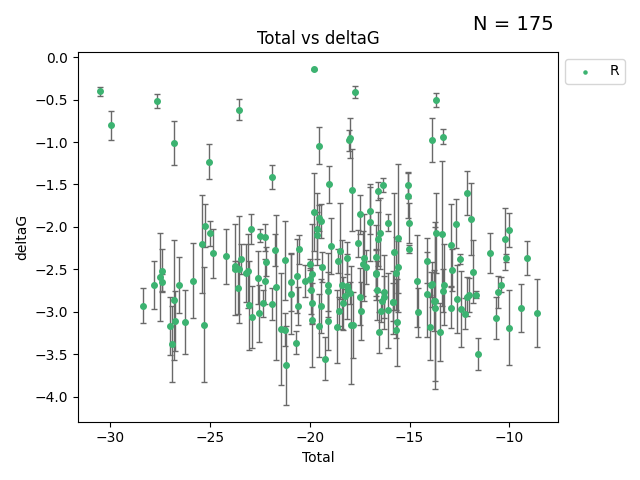 N = 175
Total vs deltaG
R
deltaG
0.0
−0.5
−1.0
−1.5
−2.0
−2.5
−3.0
−3.5
−4.0
−30 −25 −20 −15 −10
Total